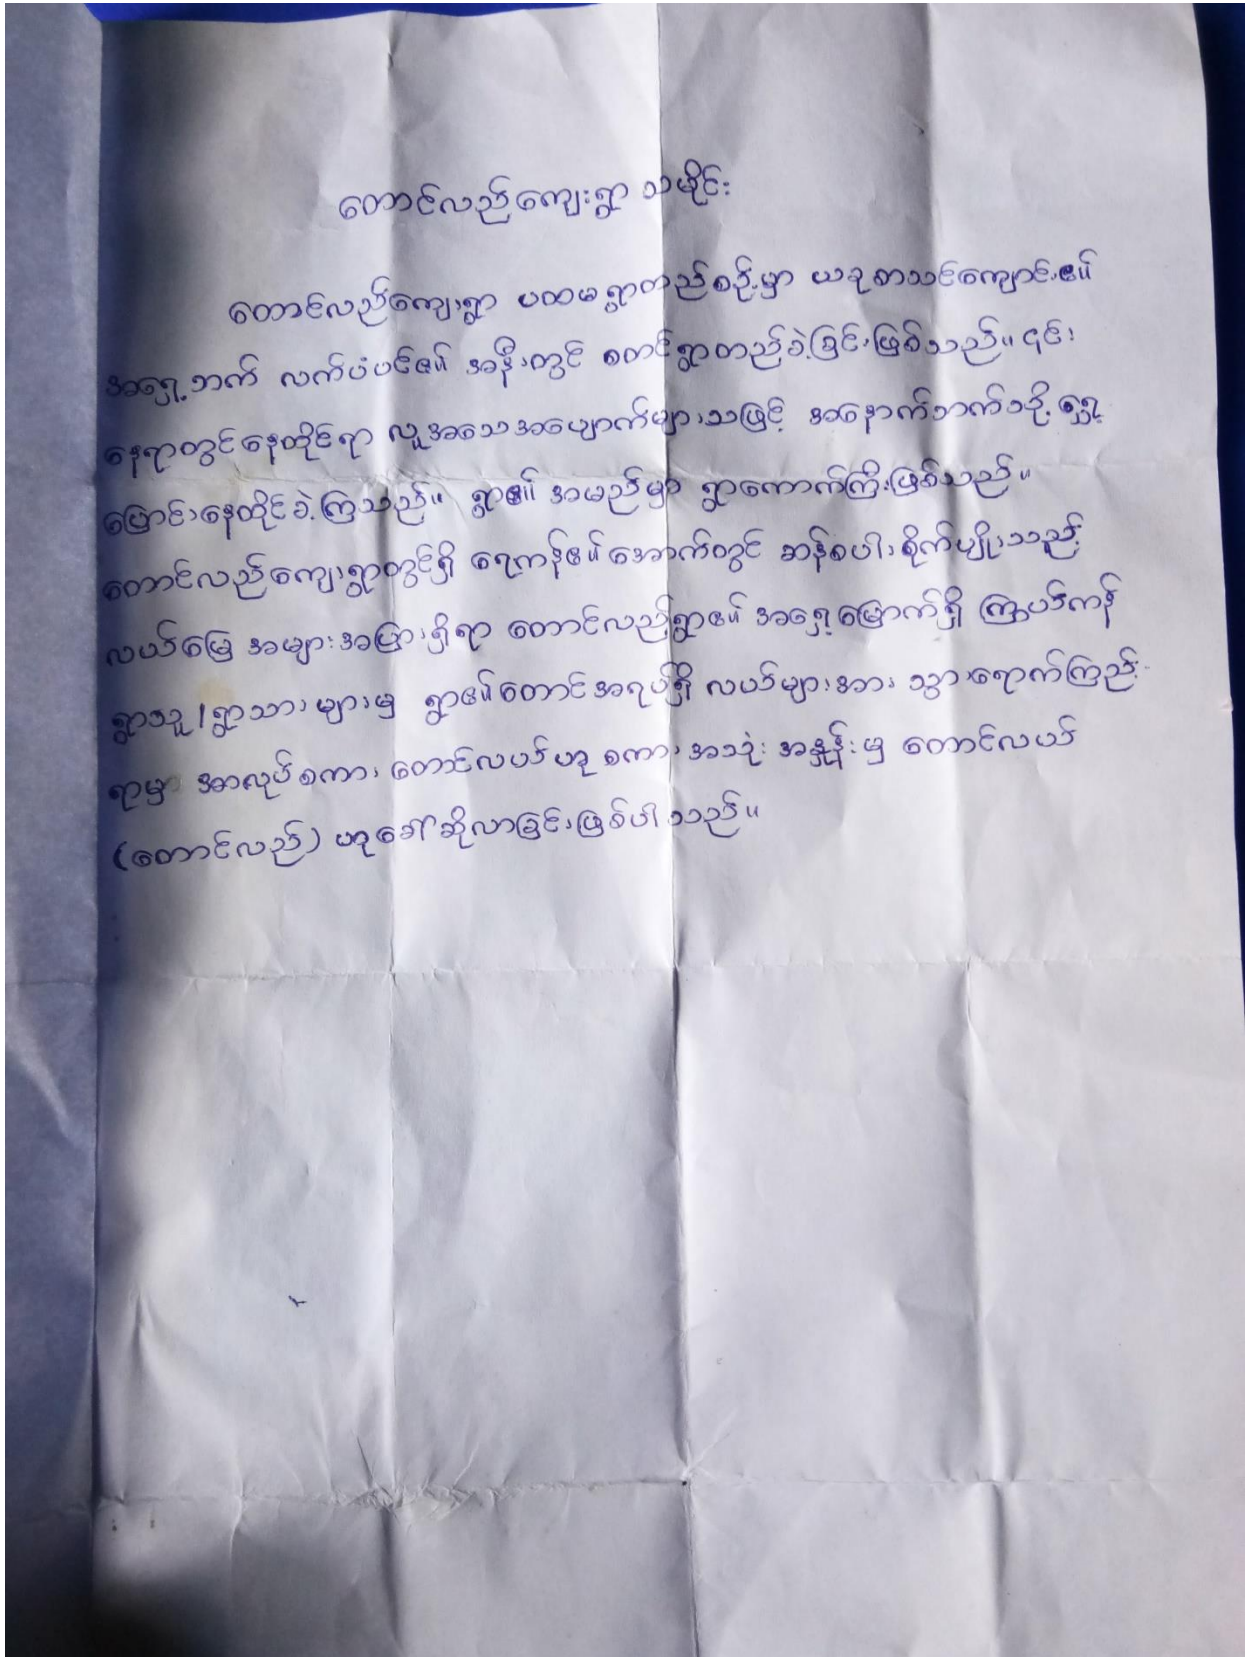 တောင်လည်ကျေးရွာ သမိုင်း
တောင်လည်ကျေးရွာ ပထမရွာတည်စဉ်မှာ ယခုစာသင်ကျောင်း၏
အရှေ့ဘက် လက်ပံပင်၏ အနီးတွင် စတင်ရွာတည်ခဲ့ခြင်းဖြစ်သည်။ ၎င်း
နေရာတွင်နေထိုင်ရာ လူအသေအပျောက်များသဖြင့် အနောက်ဘက်သို့ ရွှေ့
ပြောင်းနေထိုင်ခဲ့ကြသည်။ ရွာ၏ အမည်မှာ ရွာကောက်ကြီးဖြစ်သည်။
တောင်လည်ကျေးရွာတွင်ရှိ ရေကန်၏အောက်တွင် ဆန်စပါးစိုက်ပျိုးသည့်
လယ်မြေ အများအပြားရှိရာ တောင်လည်ရွာ၏ အရှေ့မြောက်ရှိ ကြာပင်ကန်
ရွာသူ/ရွာသားများမှ ရွာ၏တောင်အရပ်ရှိ လယ်များအား သွားရောက်ကြည့်
ရာမှာ အာလုပ်စကား တောင်လယ်ဟု စကားအသုံး အနှုန်းမှ တောင်လယ်
(တောင်လည်) ဟုခေါ်ဆိုလာခြင်းဖြစ်ပါသည်။